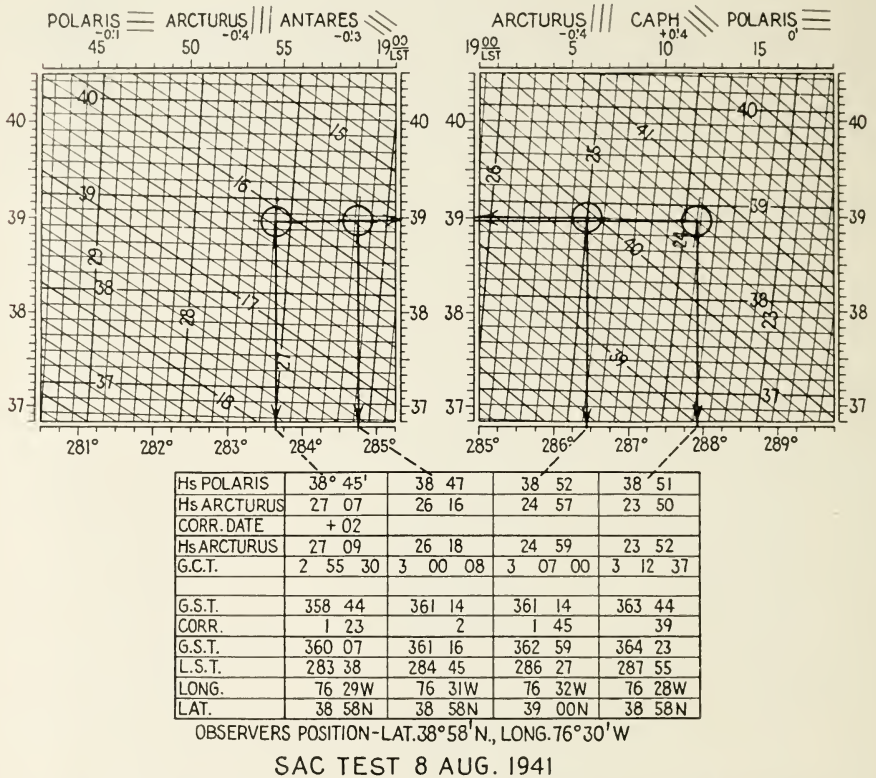 POLARIS ARCTURUS ANTARES
-0.'1 -0.'4 -0.'3
45 50 55 19 00 LST
ARCTURUS CAPH POLARIS
-0.'4 +0.'4 0'
19 00 LST 5 10 15
40 39 38 37
40 39 38 37
40 39 38 37
40 39 38 37
40 15
39 16
29 38 28 17 27
37 18
26 25 41 40
40 24 39
39 38 23
37
281° 282° 283° 284° 285°
285° 286° 287° 288° 289°
Hs POLARIS 38° 45' 38 47 38 52 38 51
Hs ARCTURUS 27 07 26 16 24 57 23 50
CORR. DATE + 02
Hs ARCTURUS 27 09 26 18 24 59 23 52
G.C.T. 2 55 30 3 00 08 3 07 00 3 12 37
G.S.T. 358 44 361 14 361 14 363 44
CORR. 1 23 2 1 45 39
G.S.T. 360 07 361 16 362 59 364 23
L.S.T. 283 38 284 45 286 27 287 55
LONG. 76 29W 76 31W 76 32W 76 28W
LAT. 38 58N 38 58N 39 00N 38 58N
OBSERVERS POSITION-LAT.38°58'N., LONG.76°30'W
SAC TEST 8 AUG. 1941